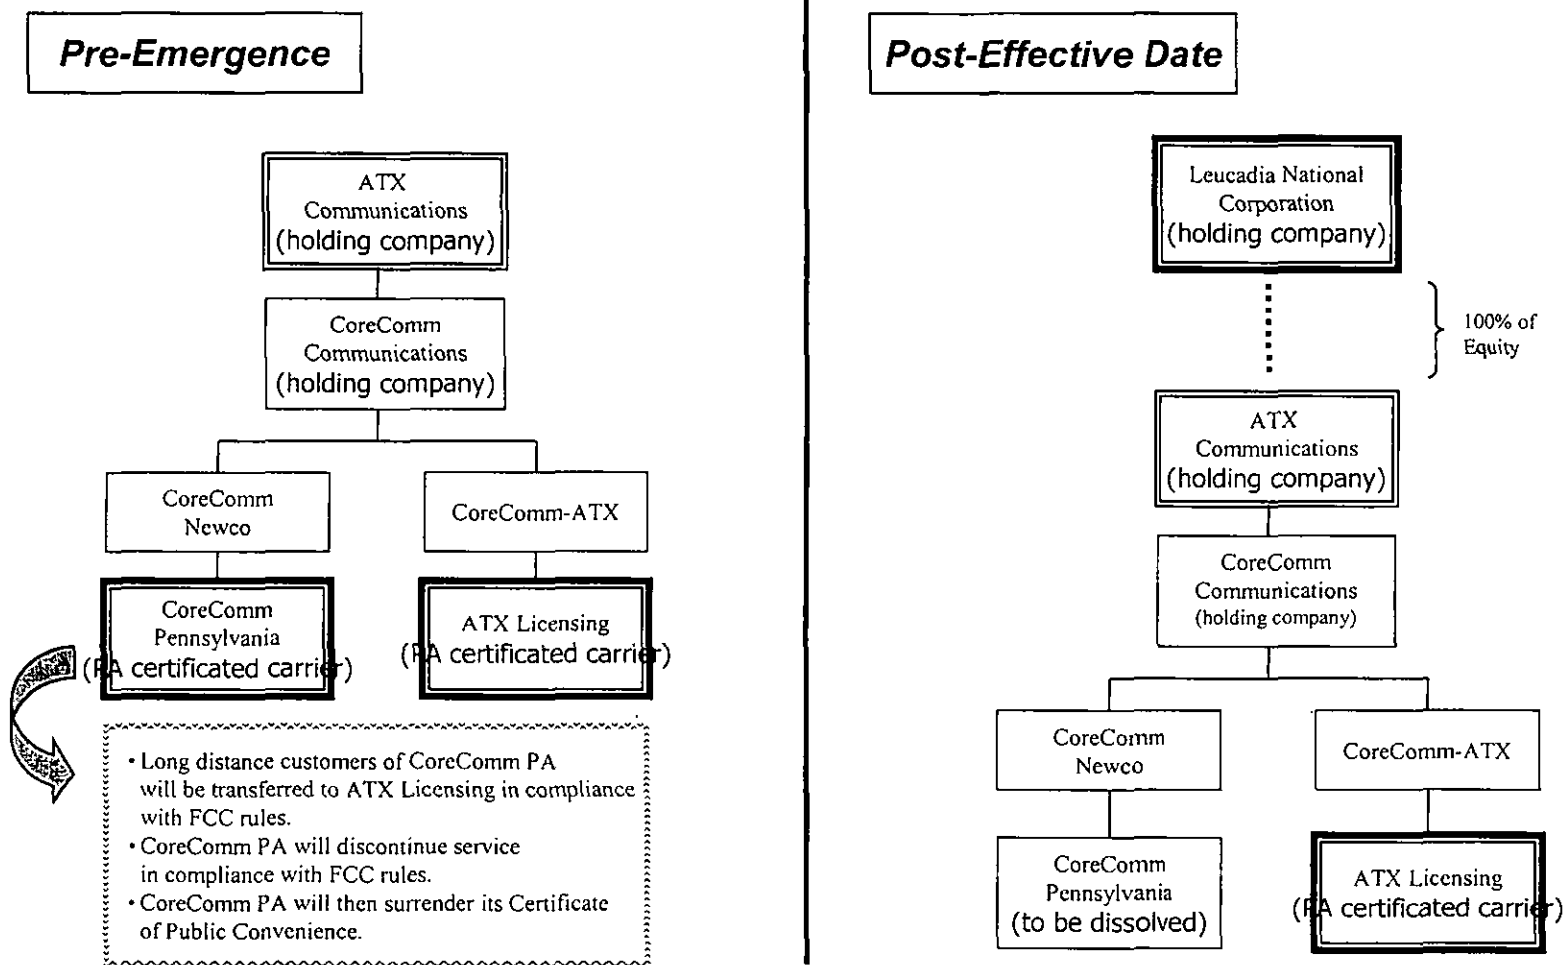 Pre-Emergence
ATX
Communications
(holding company)
CoreComm
Communications
(holding company)
CoreComm
Newco
CoreComm-ATX
CoreComm
Pennsylvania
(PA certificated carrier)
ATX Licensing
(PA certificated carrier)
• Long distance customers of CoreComm PA
will be transferred to ATX Licensing in compliance
with FCC rules.
• CoreComm PA will discontinue service
in compliance with FCC rules.
• CoreComm PA will then surrender its Certificate
of Public Convenience.
Post-Effective Date
Leucadia National
Corporation
(holding company)
100% of
Equity
ATX
Communications
(holding company)
CoreComm
Communications
(holding company)
CoreComm
Newco
CoreComm-ATX
CoreComm
Pennsylvania
(to be dissolved)
ATX Licensing
(PA certificated carrier)